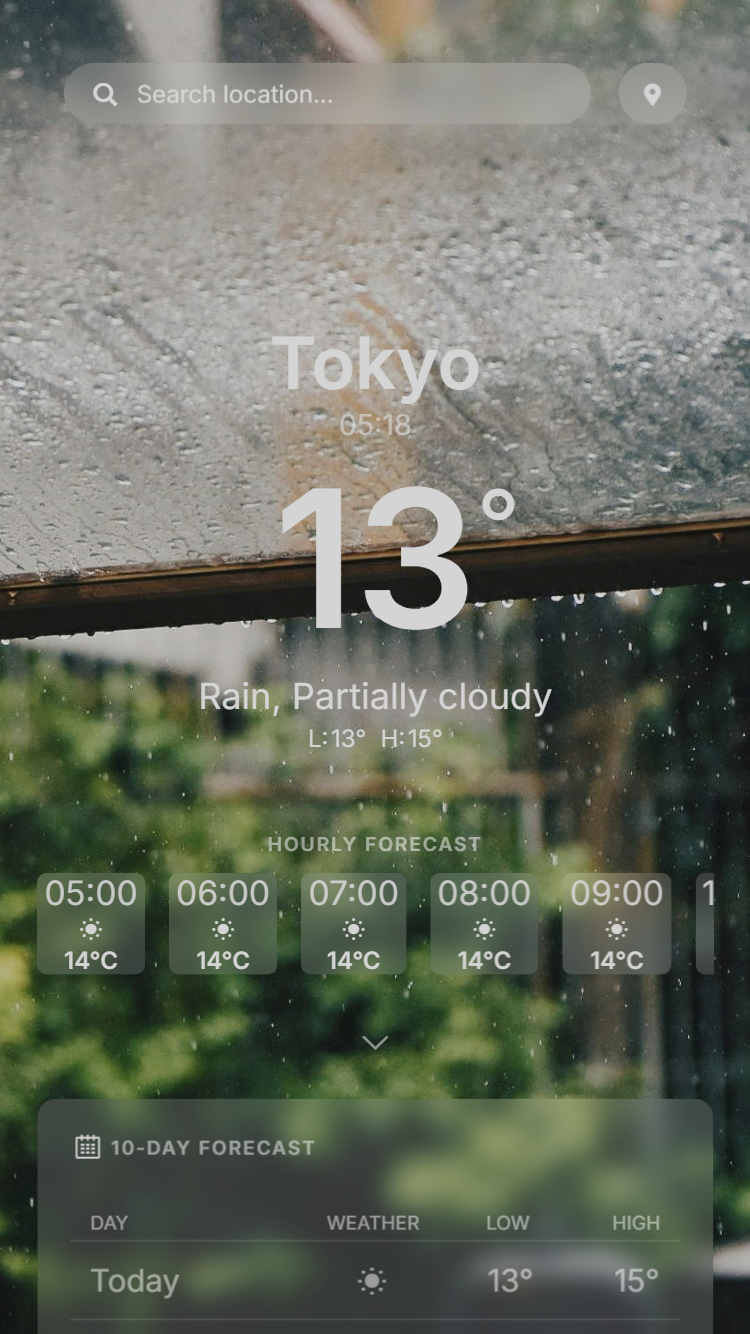 Search location...
Tokyo
05:18
13°
Rain, Partially cloudy
L:13° H:15°
HOURLY FORECAST
05:00 06:00 07:00 08:00 09:00 1
14°C 14°C 14°C 14°C 14°C
10-DAY FORECAST
DAY WEATHER LOW HIGH
Today 13° 15°